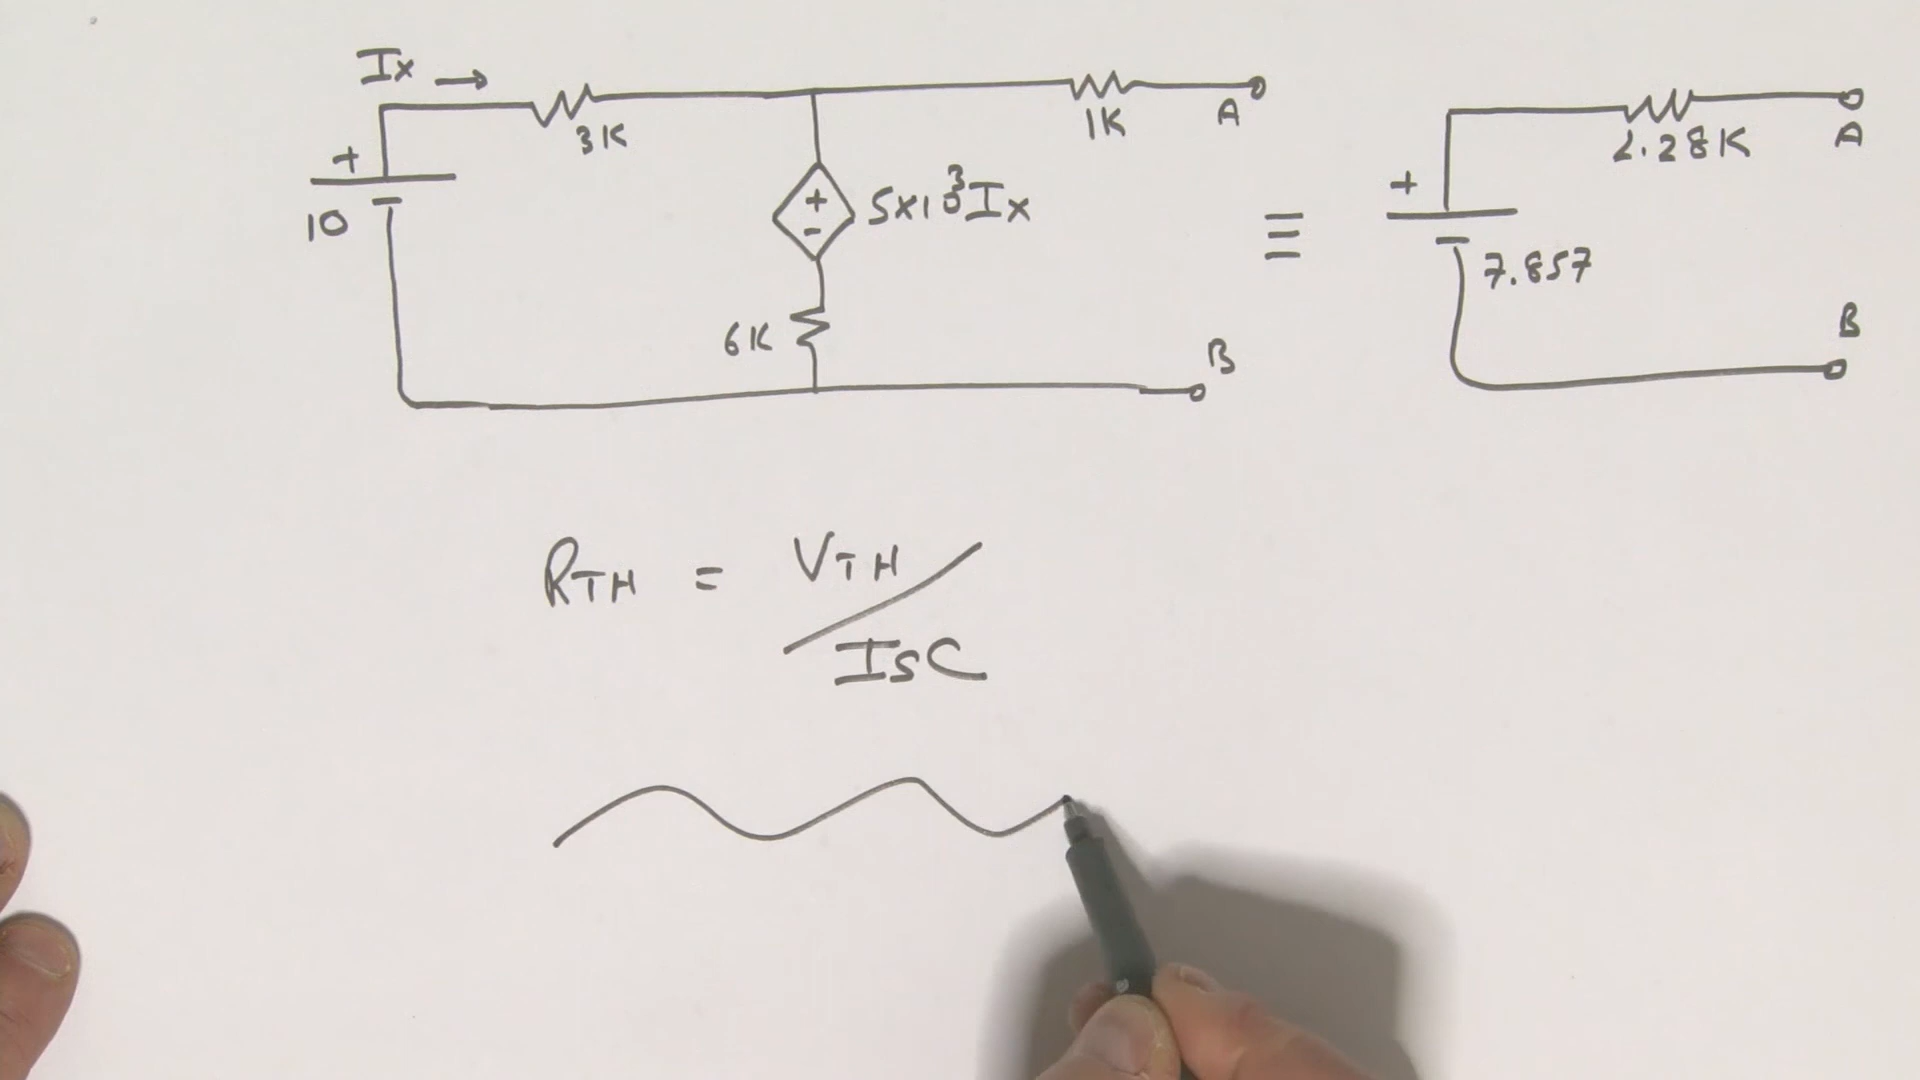 Ix →
3K
+
10
+
-
5x10³Ix
6K
1K
A
B
≡
+
7.857
2.28K
A
B
RTH = VTH / ISC